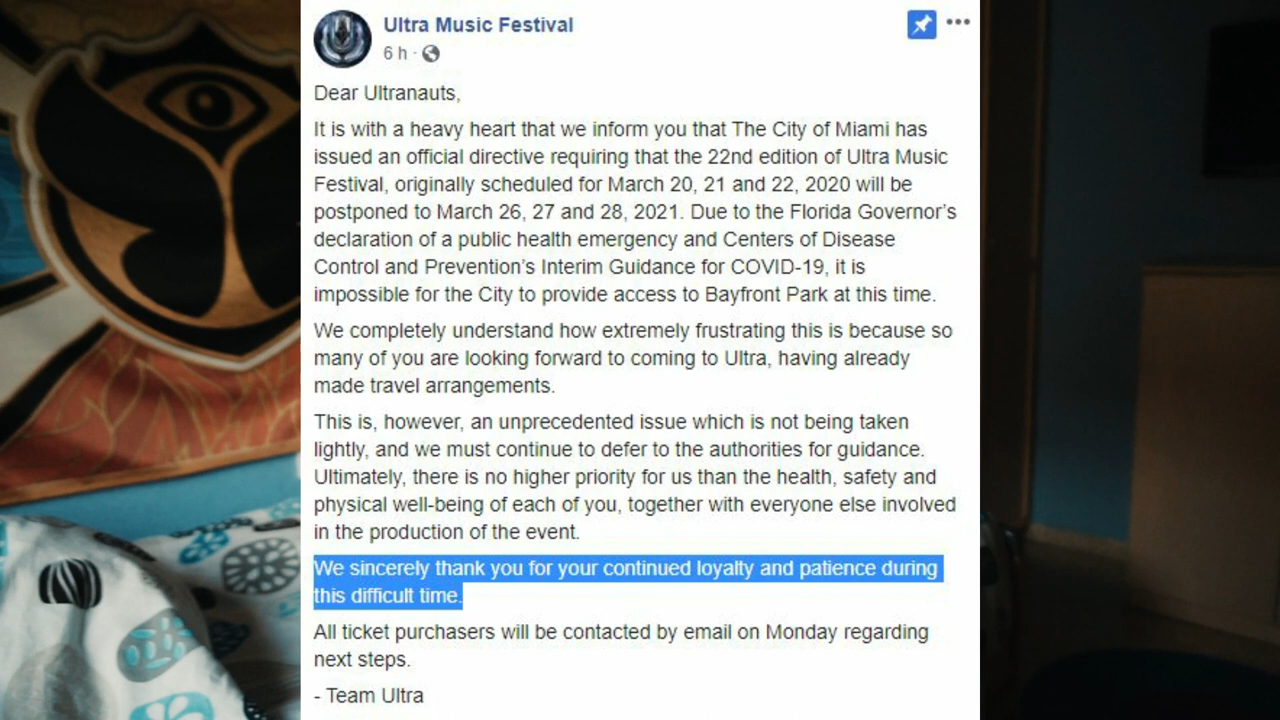 Ultra Music Festival
6 h ·
Dear Ultranauts,
It is with a heavy heart that we inform you that The City of Miami has
issued an official directive requiring that the 22nd edition of Ultra Music
Festival, originally scheduled for March 20, 21 and 22, 2020 will be
postponed to March 26, 27 and 28, 2021. Due to the Florida Governor’s
declaration of a public health emergency and Centers of Disease
Control and Prevention’s Interim Guidance for COVID-19, it is
impossible for the City to provide access to Bayfront Park at this time.
We completely understand how extremely frustrating this is because so
many of you are looking forward to coming to Ultra, having already
made travel arrangements.
This is, however, an unprecedented issue which is not being taken
lightly, and we must continue to defer to the authorities for guidance.
Ultimately, there is no higher priority for us than the health, safety and
physical well-being of each of you, together with everyone else involved
in the production of the event.
We sincerely thank you for your continued loyalty and patience during
this difficult time.
All ticket purchasers will be contacted by email on Monday regarding
next steps.
- Team Ultra